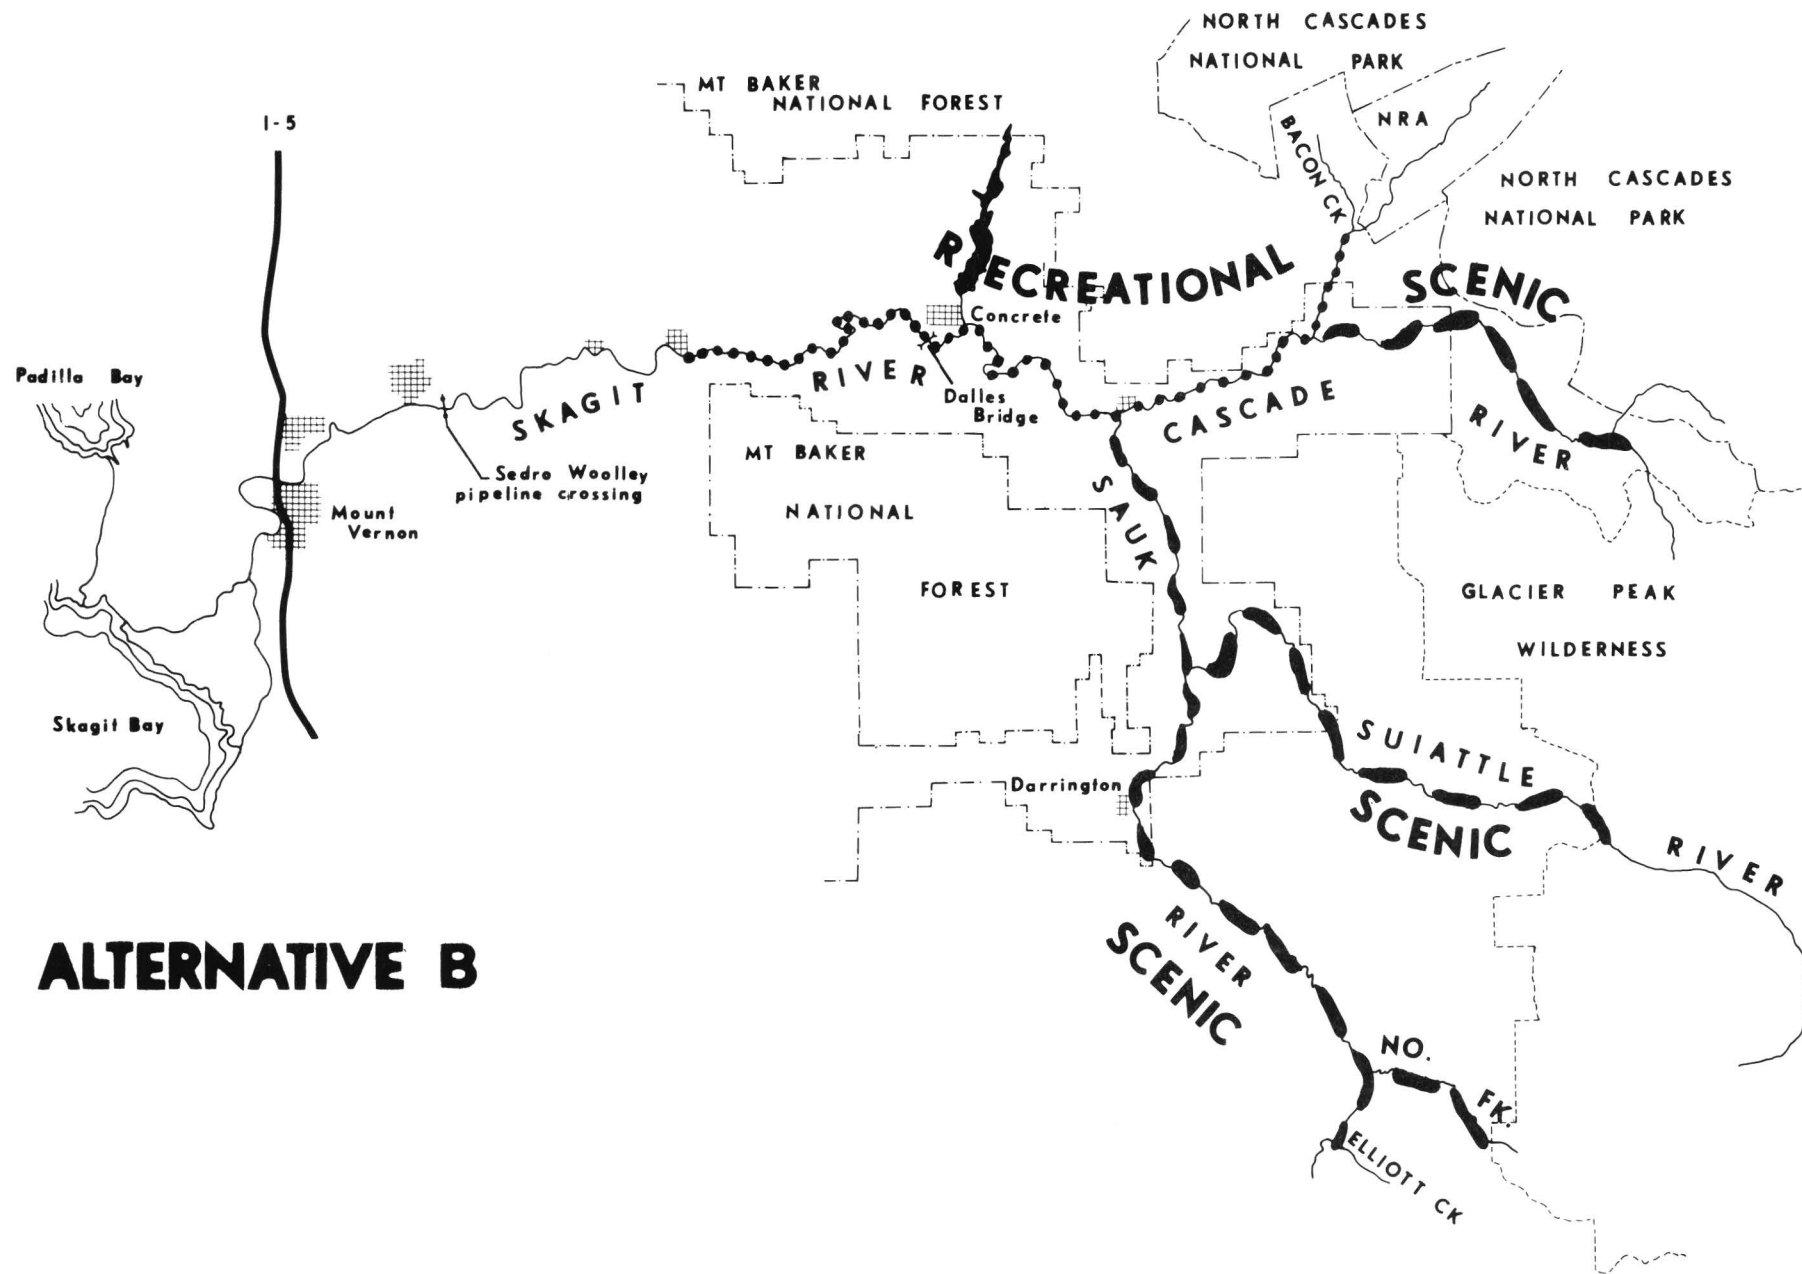 NORTH CASCADES
NATIONAL PARK
MT BAKER
NATIONAL FOREST
I-5
NRA
BACON CK
NORTH CASCADES
NATIONAL PARK
RECREATIONAL
SCENIC
Concrete
Padilla Bay
SKAGIT RIVER
Dalles
Bridge
CASCADE RIVER
MT BAKER
NATIONAL
FOREST
Sedro Woolley
pipeline crossing
Mount
Vernon
SAUK
GLACIER PEAK
WILDERNESS
Skagit Bay
SUIATTLE RIVER
SCENIC
Darrington
RIVER
SCENIC
ALTERNATIVE B
NO. FK.
ELLIOTT CK